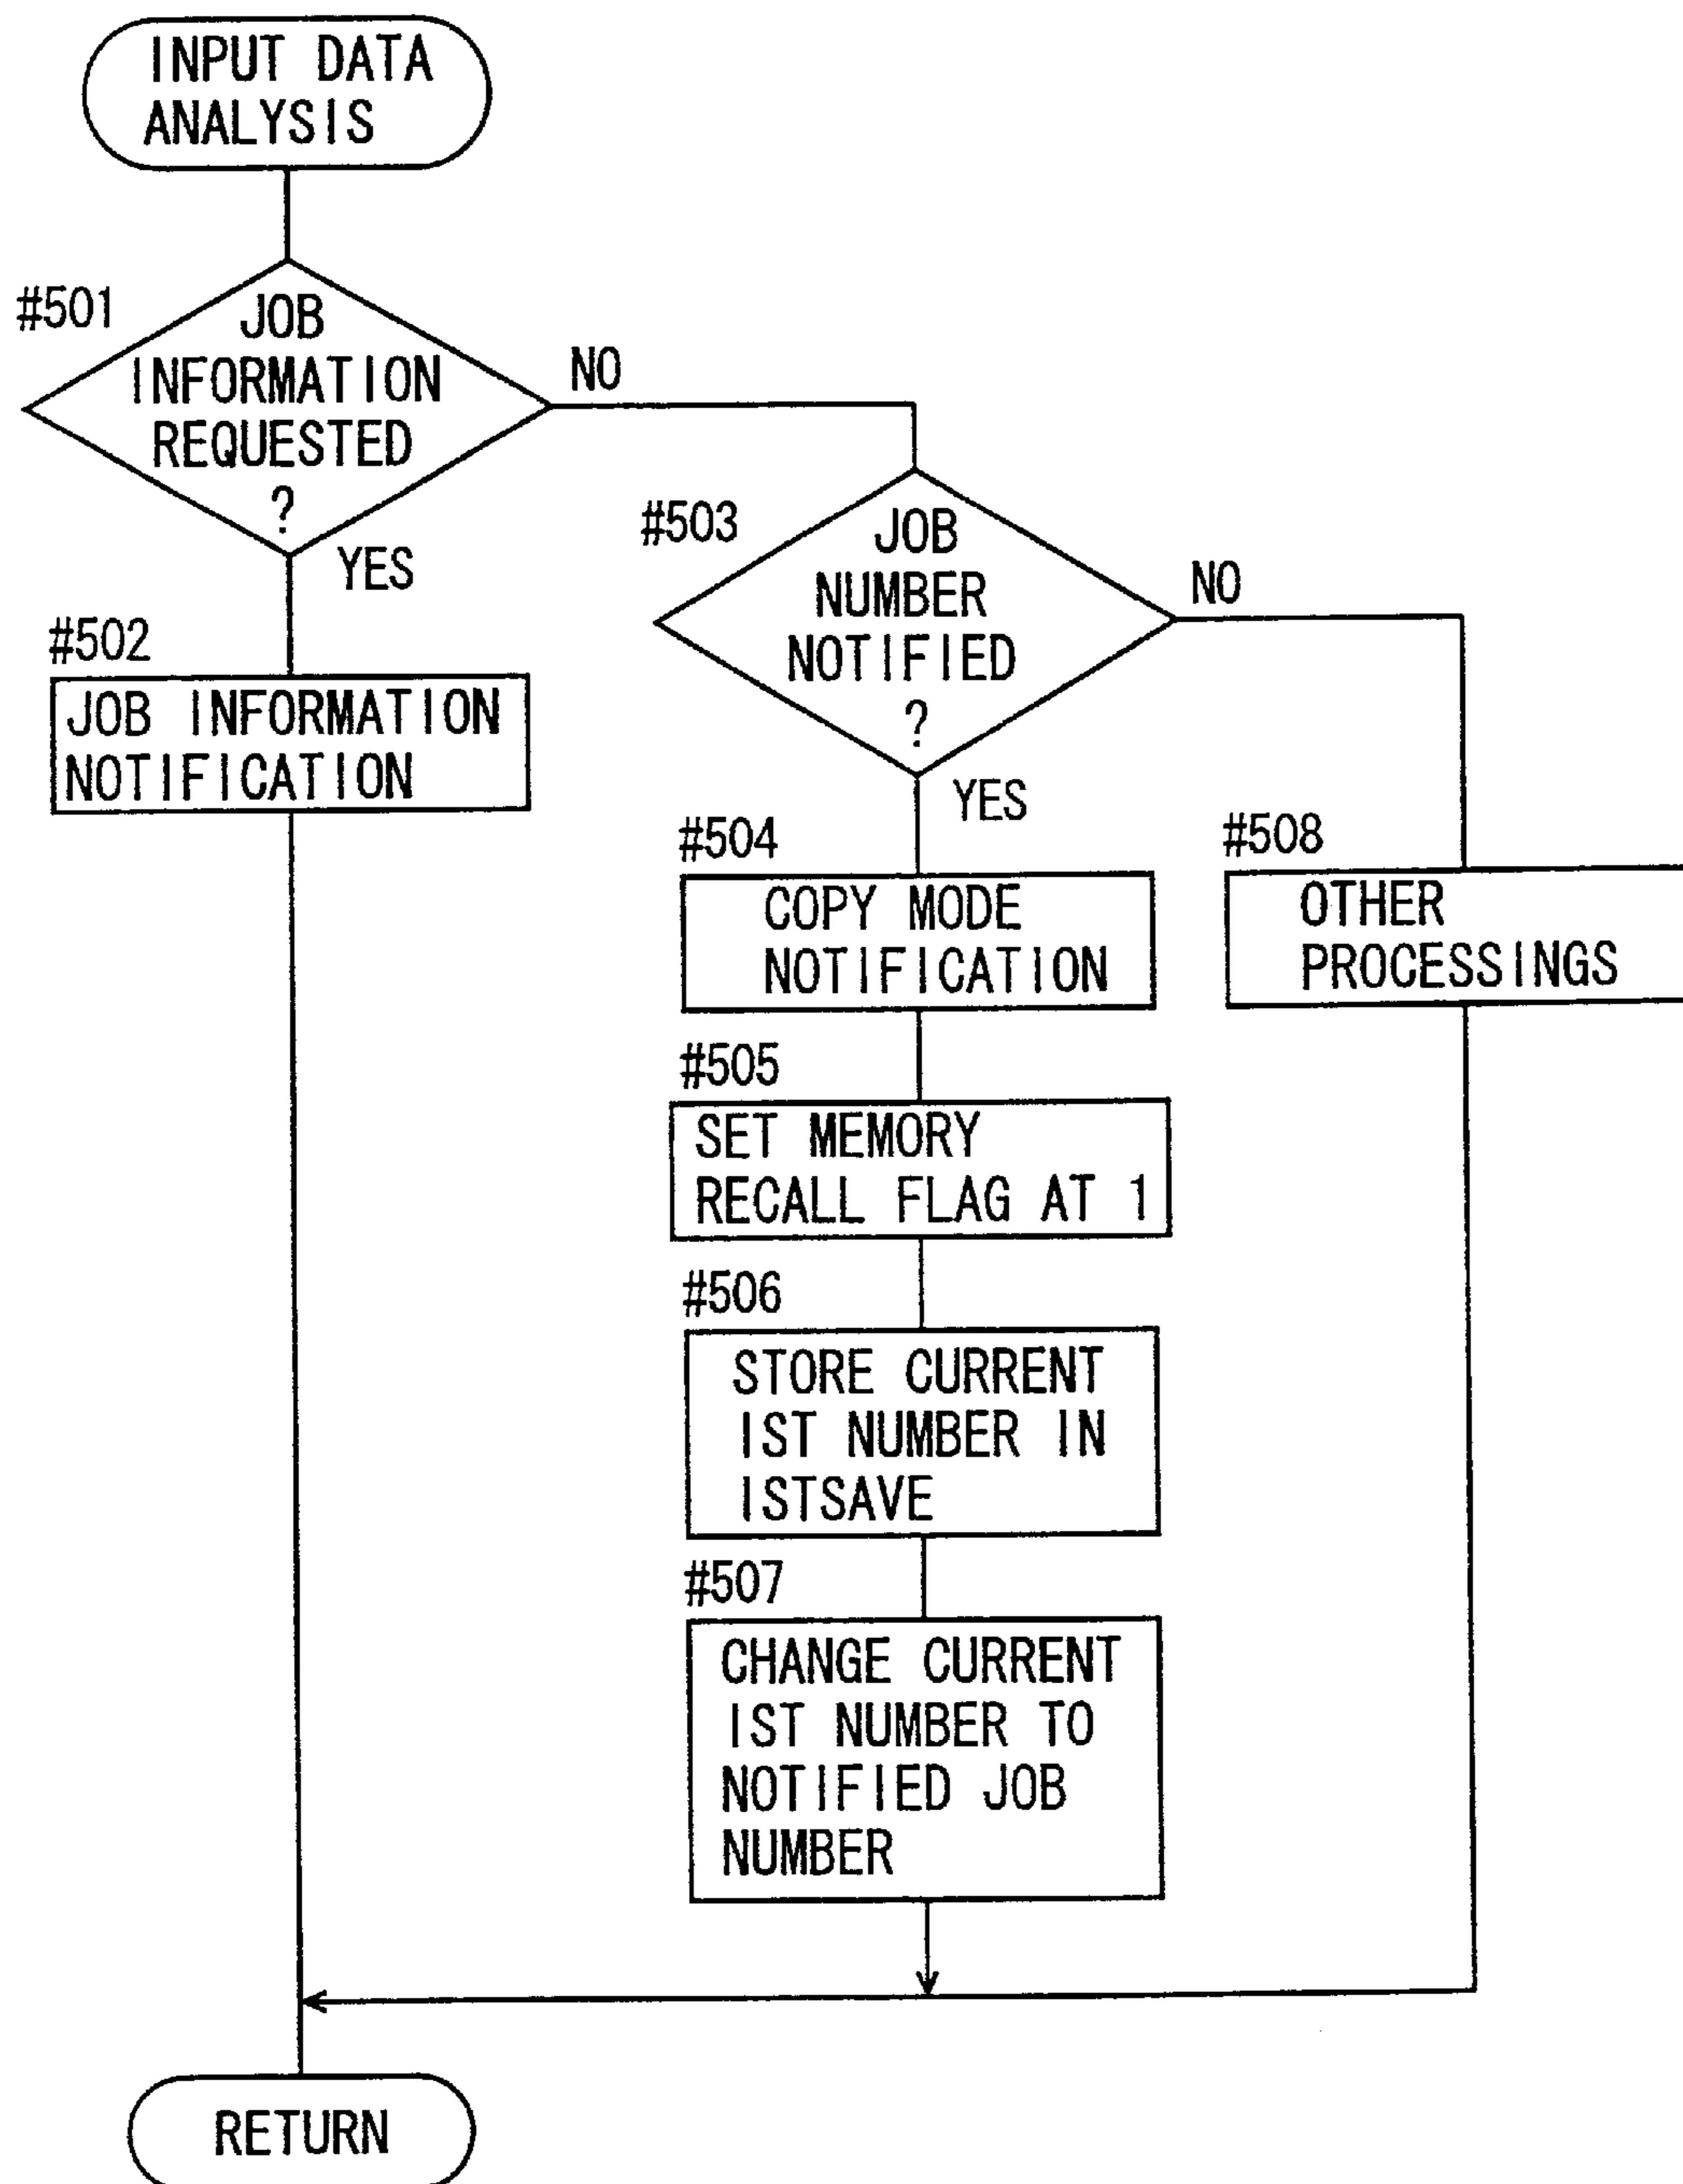 INPUT DATA
ANALYSIS
#501
JOB
INFORMATION
REQUESTED
?
NO
YES
#502
JOB INFORMATION
NOTIFICATION
#503
JOB
NUMBER
NOTIFIED
?
NO
YES
#504
COPY MODE
NOTIFICATION
#508
OTHER
PROCESSINGS
#505
SET MEMORY
RECALL FLAG AT 1
#506
STORE CURRENT
IST NUMBER IN
ISTSAVE
#507
CHANGE CURRENT
IST NUMBER TO
NOTIFIED JOB
NUMBER
RETURN